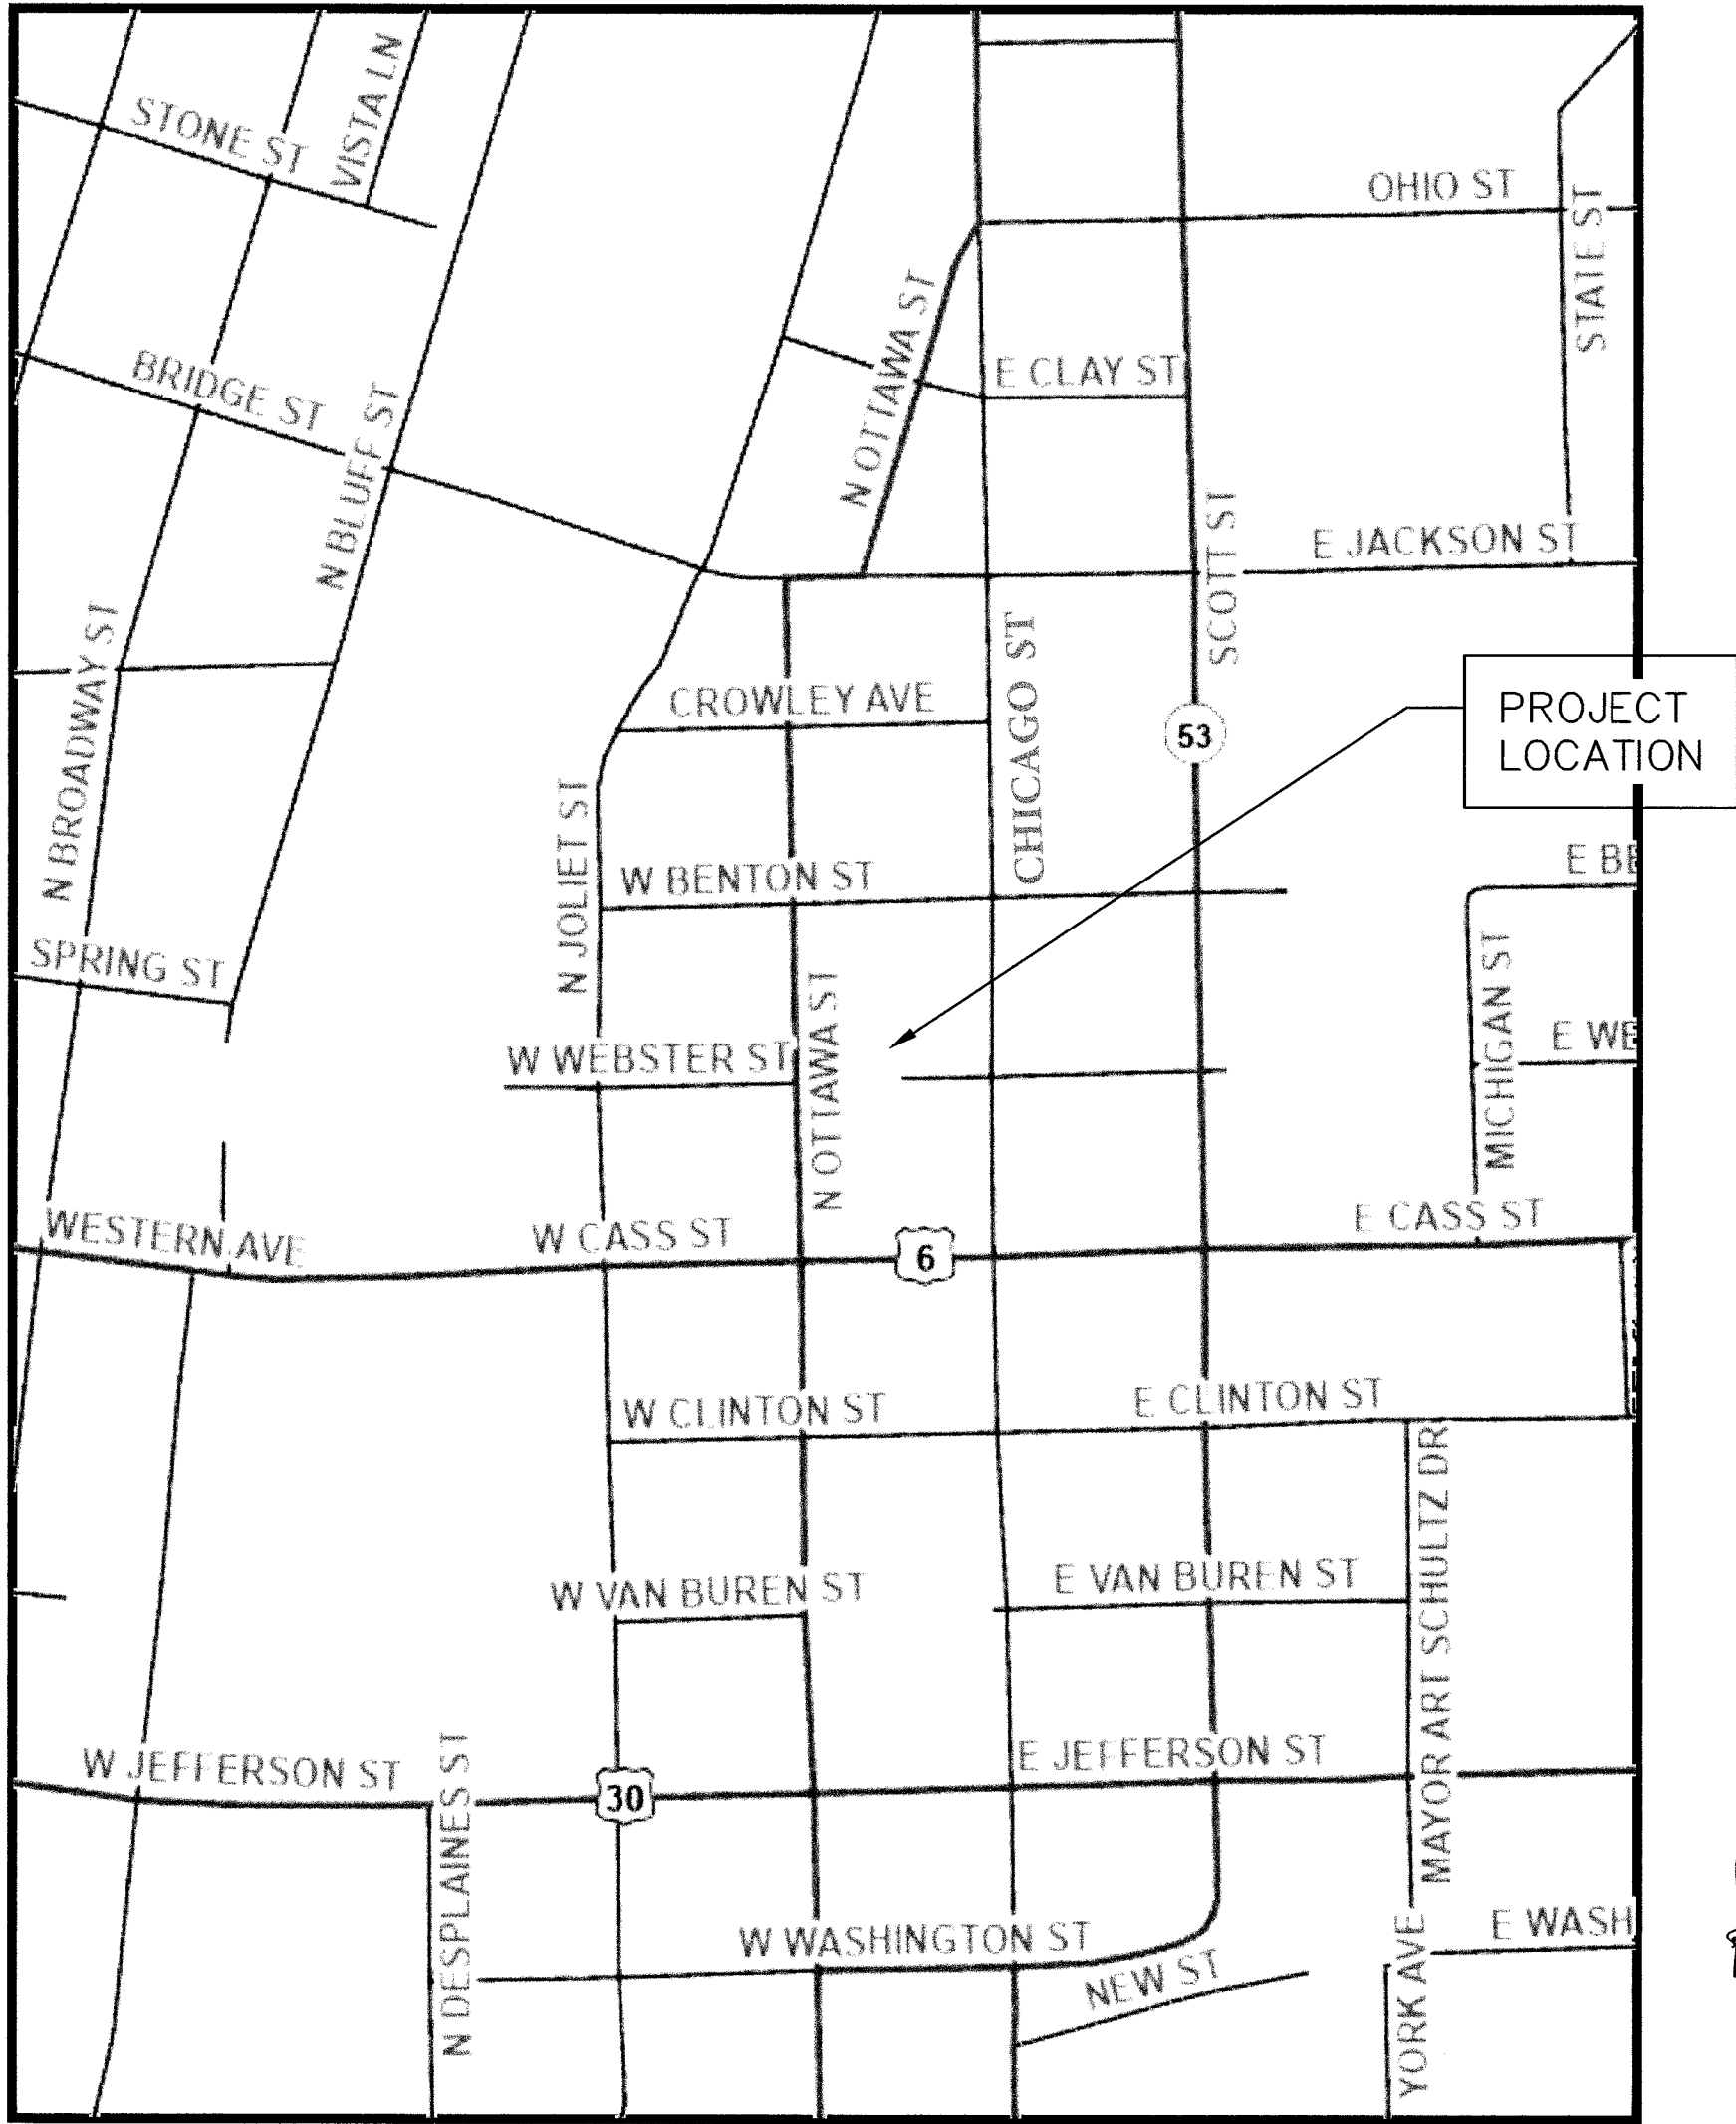 STONE ST
VISTA LN
OHIO ST
STATE ST
BRIDGE ST
N BLUFF ST
N OTTAWA ST
E CLAY ST
SCOTT ST
E JACKSON ST
N BROADWAY ST
CROWLEY AVE
CHICAGO ST
53
PROJECT
LOCATION
N JOLIET ST
W BENTON ST
E BE
SPRING ST
N OTTAWA ST
MICHIGAN ST
W WEBSTER ST
E WE
WESTERN AVE
W CASS ST
6
E CASS ST
W CLINTON ST
E CLINTON ST
MAYOR ART SCHULTZ DR
W VAN BUREN ST
E VAN BUREN ST
W JEFFERSON ST
N DESPLAINES ST
30
E JEFFERSON ST
W WASHINGTON ST
NEW ST
YORK AVE
E WASH